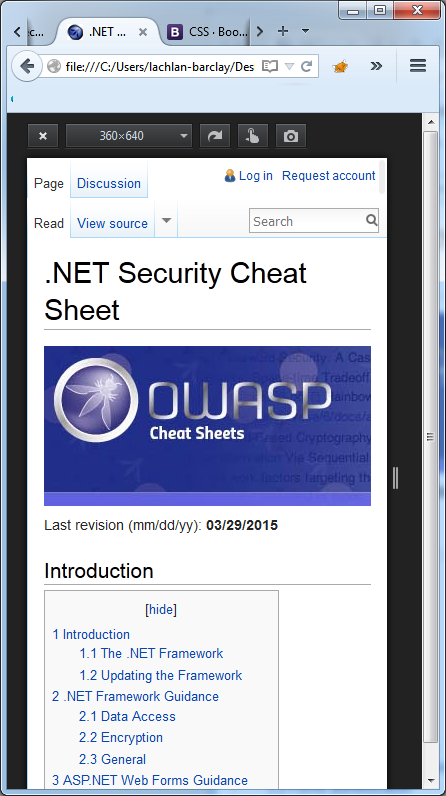 ec...
.NET ...
CSS · Boo...
file:///C:/Users/lachlan-barclay/Des
360×640
Log in Request account
Page Discussion
Read View source
Search
.NET Security Cheat
Sheet
OWASP
Cheat Sheets
Last revision (mm/dd/yy): 03/29/2015
Introduction
[hide]
1 Introduction
1.1 The .NET Framework
1.2 Updating the Framework
2 .NET Framework Guidance
2.1 Data Access
2.2 Encryption
2.3 General
3 ASP.NET Web Forms Guidance